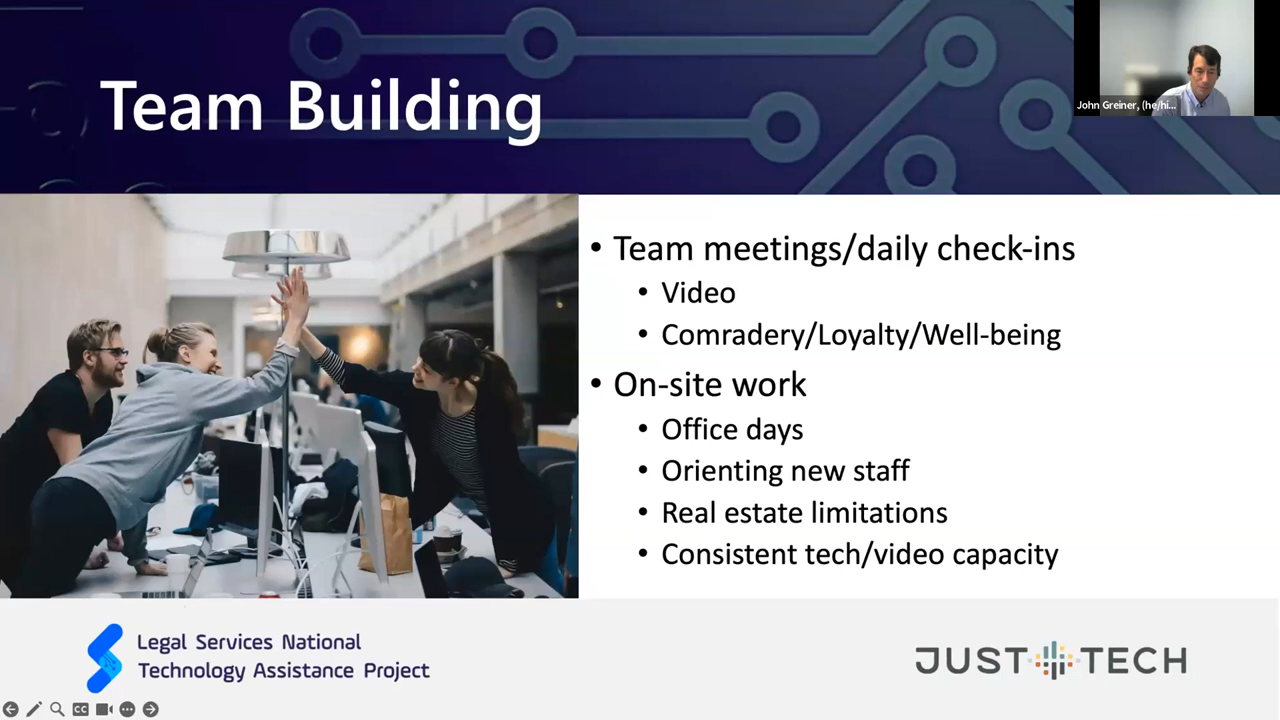 Team Building
John Greiner, (he/hi...
• Team meetings/daily check-ins
• Video
• Comradery/Loyalty/Well-being
• On-site work
• Office days
• Orienting new staff
• Real estate limitations
• Consistent tech/video capacity
Legal Services National
Technology Assistance Project
JUST TECH
CC